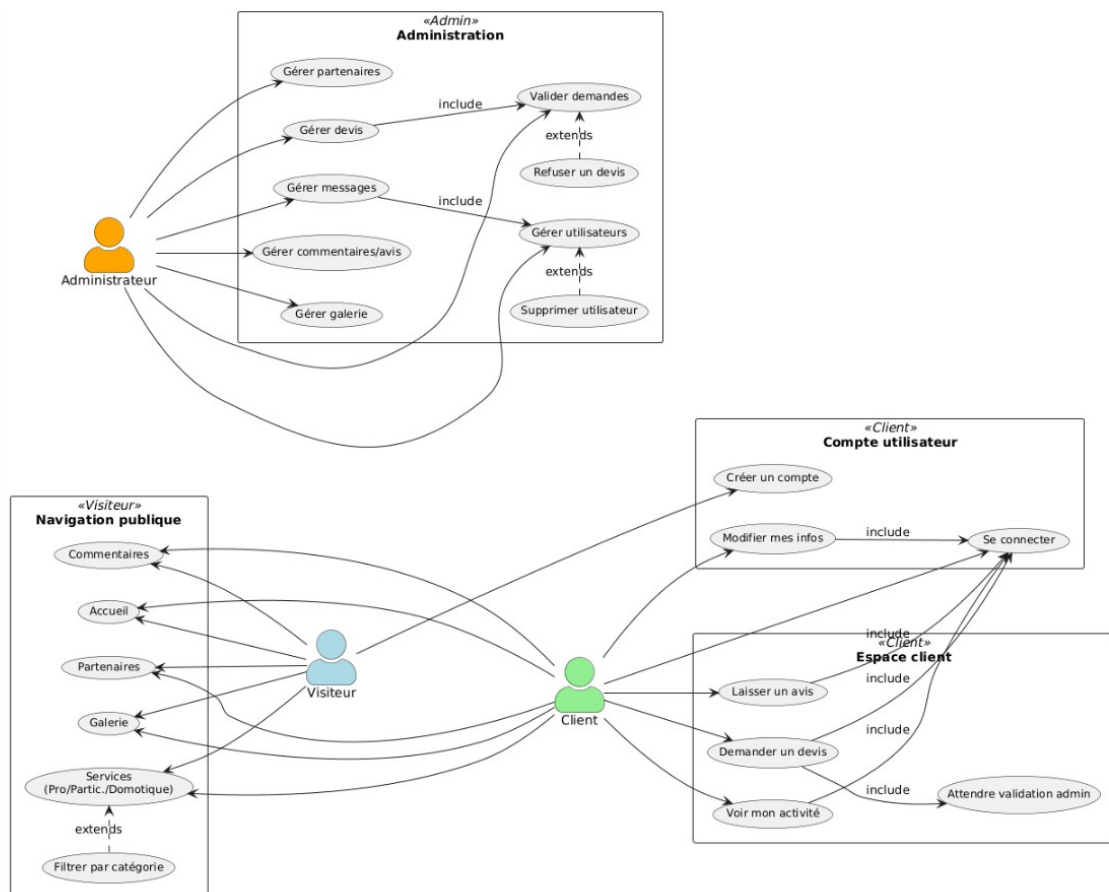 «Admin»
Administration
Gérer partenaires
Valider demandes
include
Gérer devis
extends
Refuser un devis
Gérer messages
include
Gérer utilisateurs
Gérer commentaires/avis
extends
Administrateur
Supprimer utilisateur
Gérer galerie
«Client»
Compte utilisateur
Créer un compte
Modifier mes infos
include
Se connecter
«Visiteur»
Navigation publique
Commentaires
Accueil
Partenaires
Galerie
Services
(Pro/Partic./Domotique)
extends
Filtrer par catégorie
Visiteur
Client
«Client»
Espace client
include
Laisser un avis
include
Demander un devis
include
include
Attendre validation admin
Voir mon activité